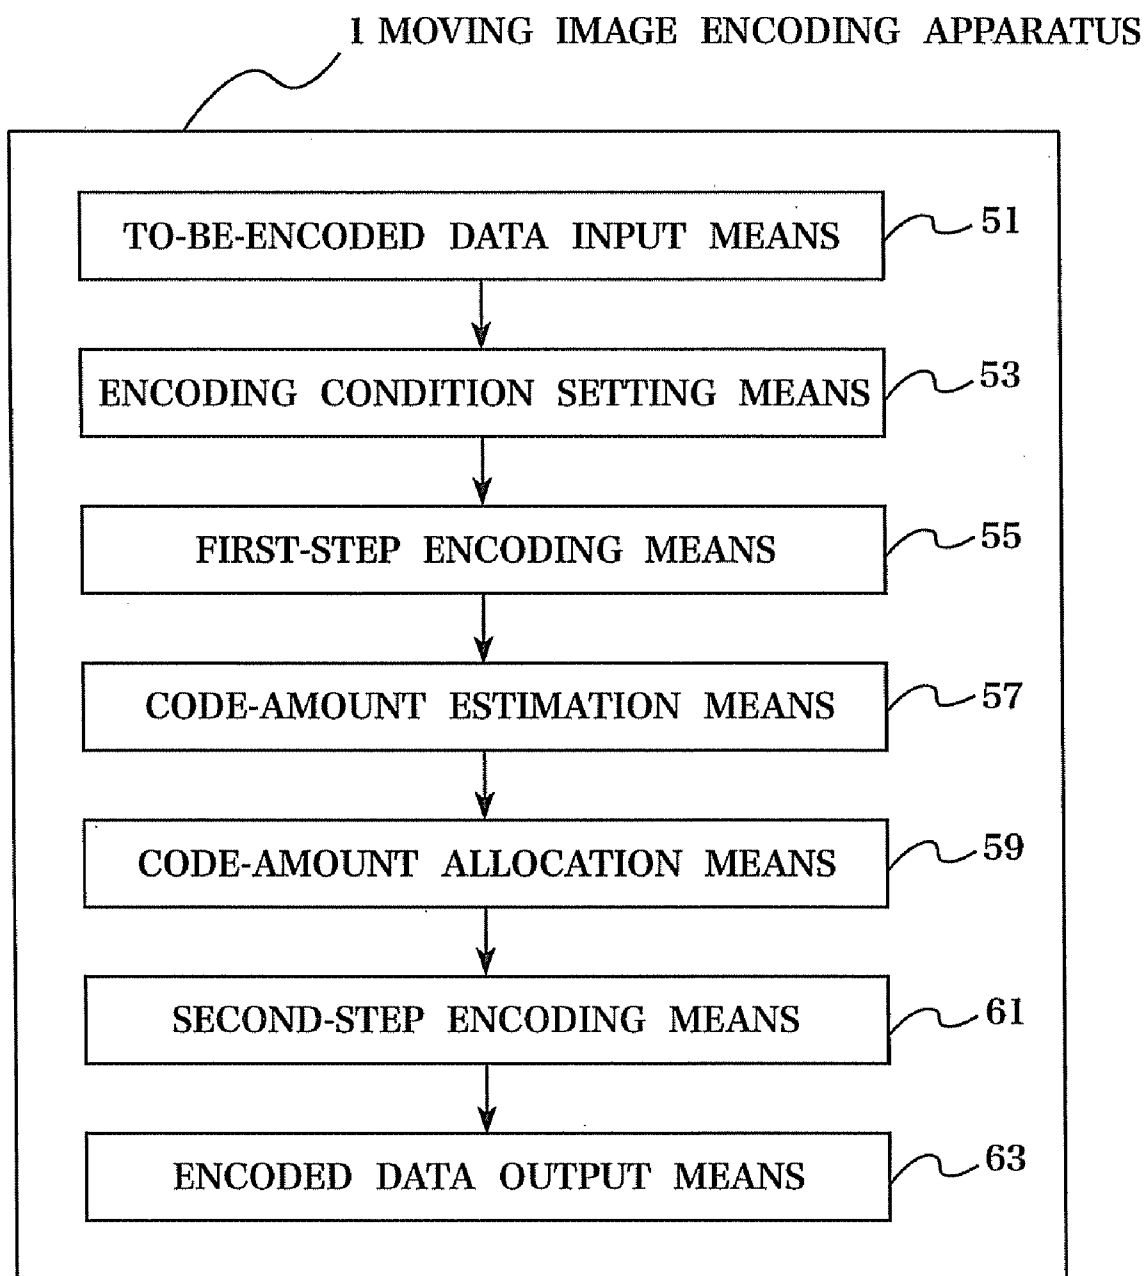 1 MOVING IMAGE ENCODING APPARATUS
TO-BE-ENCODED DATA INPUT MEANS 51
ENCODING CONDITION SETTING MEANS 53
FIRST-STEP ENCODING MEANS 55
CODE-AMOUNT ESTIMATION MEANS 57
CODE-AMOUNT ALLOCATION MEANS 59
SECOND-STEP ENCODING MEANS 61
ENCODED DATA OUTPUT MEANS 63